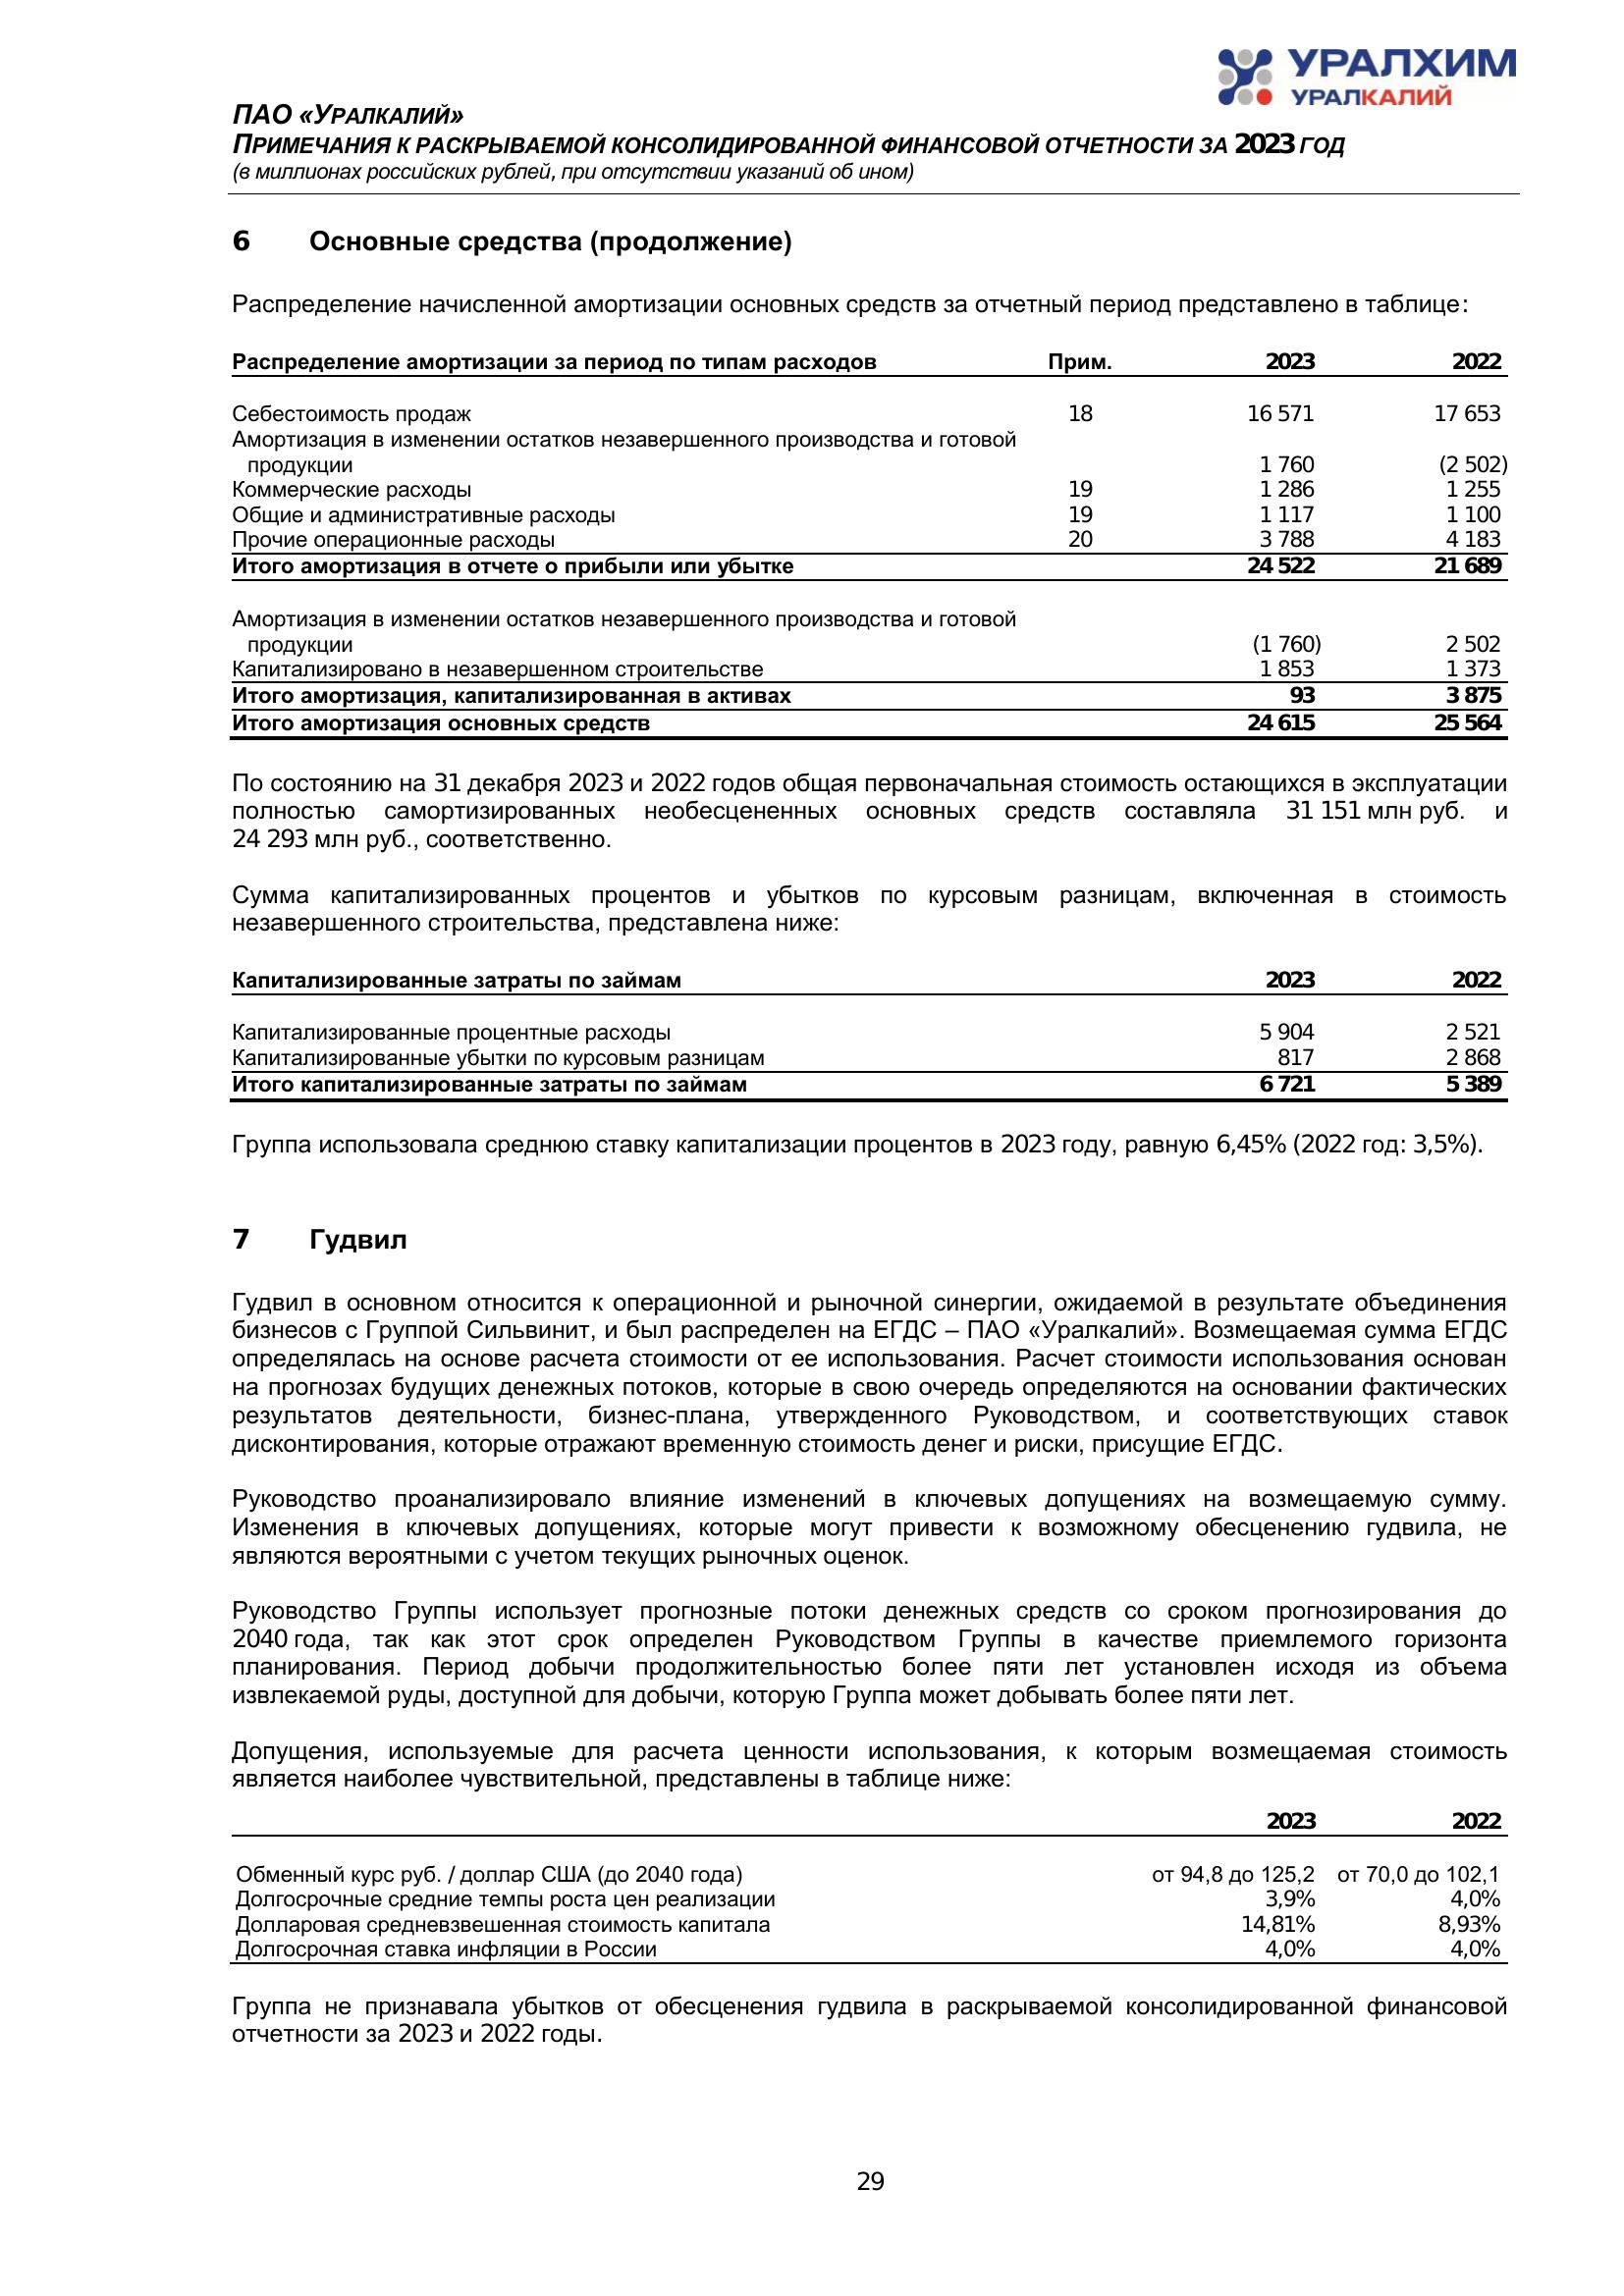 УРАЛХИМ
УРАЛКАЛИЙ
ПАО «УРАЛКАЛИЙ»
ПРИМЕЧАНИЯ К РАСКРЫВАЕМОЙ КОНСОЛИДИРОВАННОЙ ФИНАНСОВОЙ ОТЧЕТНОСТИ ЗА 2023 ГОД
(в миллионах российских рублей, при отсутствии указаний об ином)
6 Основные средства (продолжение)
Распределение начисленной амортизации основных средств за отчетный период представлено в таблице:
Распределение амортизации за период по типам расходов Прим. 2023 2022
Себестоимость продаж 18 16 571 17 653
Амортизация в изменении остатков незавершенного производства и готовой
продукции 1 760 (2 502)
Коммерческие расходы 19 1 286 1 255
Общие и административные расходы 19 1 117 1 100
Прочие операционные расходы 20 3 788 4 183
Итого амортизация в отчете о прибыли или убытке 24 522 21 689
Амортизация в изменении остатков незавершенного производства и готовой
продукции (1 760) 2 502
Капитализировано в незавершенном строительстве 1 853 1 373
Итого амортизация, капитализированная в активах 93 3 875
Итого амортизация основных средств 24 615 25 564
По состоянию на 31 декабря 2023 и 2022 годов общая первоначальная стоимость остающихся в эксплуатации
полностью самортизированных необесцененных основных средств составляла 31 151 млн руб. и
24 293 млн руб., соответственно.
Сумма капитализированных процентов и убытков по курсовым разницам, включенная в стоимость
незавершенного строительства, представлена ниже:
Капитализированные затраты по займам 2023 2022
Капитализированные процентные расходы 5 904 2 521
Капитализированные убытки по курсовым разницам 817 2 868
Итого капитализированные затраты по займам 6 721 5 389
Группа использовала среднюю ставку капитализации процентов в 2023 году, равную 6,45% (2022 год: 3,5%).
7 Гудвил
Гудвил в основном относится к операционной и рыночной синергии, ожидаемой в результате объединения
бизнесов с Группой Сильвинит, и был распределен на ЕГДС – ПАО «Уралкалий». Возмещаемая сумма ЕГДС
определялась на основе расчета стоимости от ее использования. Расчет стоимости использования основан
на прогнозах будущих денежных потоков, которые в свою очередь определяются на основании фактических
результатов деятельности, бизнес-плана, утвержденного Руководством, и соответствующих ставок
дисконтирования, которые отражают временную стоимость денег и риски, присущие ЕГДС.
Руководство проанализировало влияние изменений в ключевых допущениях на возмещаемую сумму.
Изменения в ключевых допущениях, которые могут привести к возможному обесценению гудвила, не
являются вероятными с учетом текущих рыночных оценок.
Руководство Группы использует прогнозные потоки денежных средств со сроком прогнозирования до
2040 года, так как этот срок определен Руководством Группы в качестве приемлемого горизонта
планирования. Период добычи продолжительностью более пяти лет установлен исходя из объема
извлекаемой руды, доступной для добычи, которую Группа может добывать более пяти лет.
Допущения, используемые для расчета ценности использования, к которым возмещаемая стоимость
является наиболее чувствительной, представлены в таблице ниже:
2023 2022
Обменный курс руб. / доллар США (до 2040 года) от 94,8 до 125,2 от 70,0 до 102,1
Долгосрочные средние темпы роста цен реализации 3,9% 4,0%
Долларовая средневзвешенная стоимость капитала 14,81% 8,93%
Долгосрочная ставка инфляции в России 4,0% 4,0%
Группа не признавала убытков от обесценения гудвила в раскрываемой консолидированной финансовой
отчетности за 2023 и 2022 годы.
29